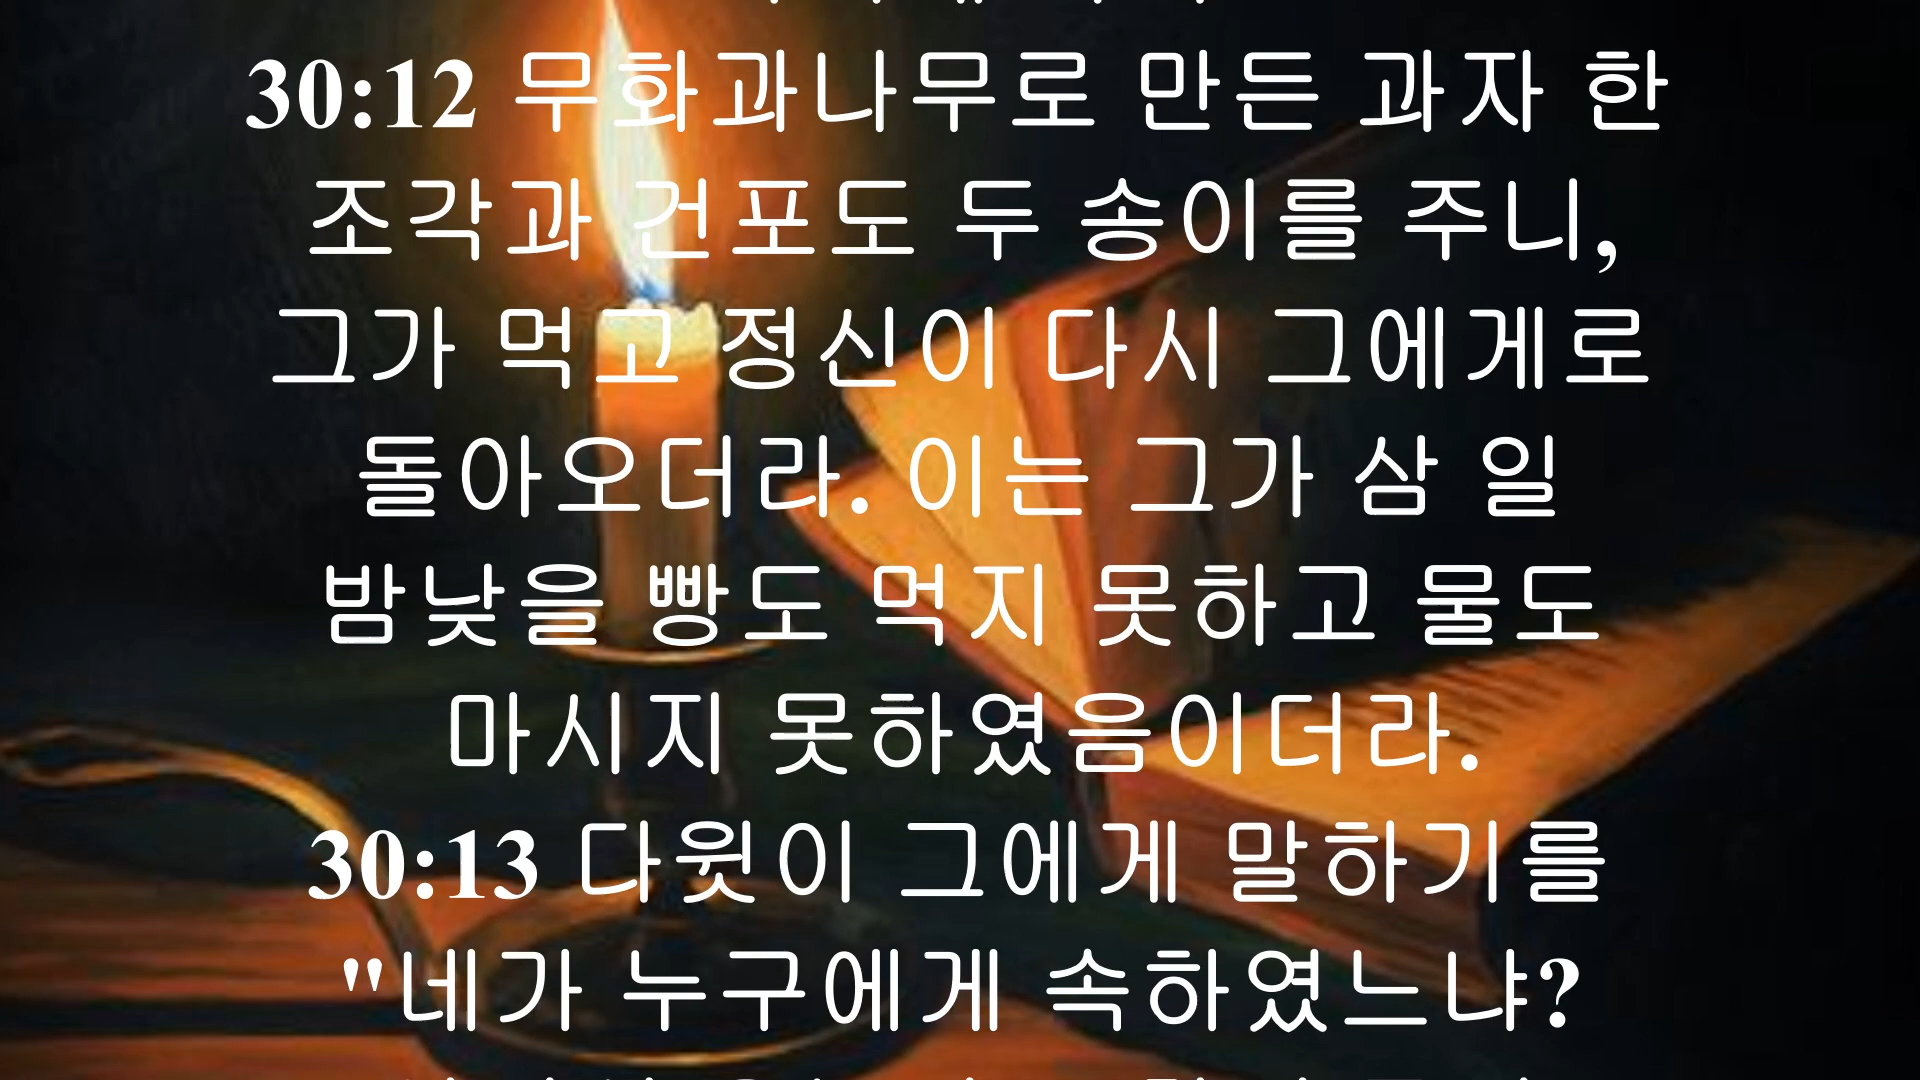 30:12 무화과나무로 만든 과자 한
조각과 건포도 두 송이를 주니,
그가 먹고 정신이 다시 그에게로
돌아오더라. 이는 그가 삼 일
밤낮을 빵도 먹지 못하고 물도
마시지 못하였음이더라.
30:13 다윗이 그에게 말하기를
"네가 누구에게 속하였느냐?